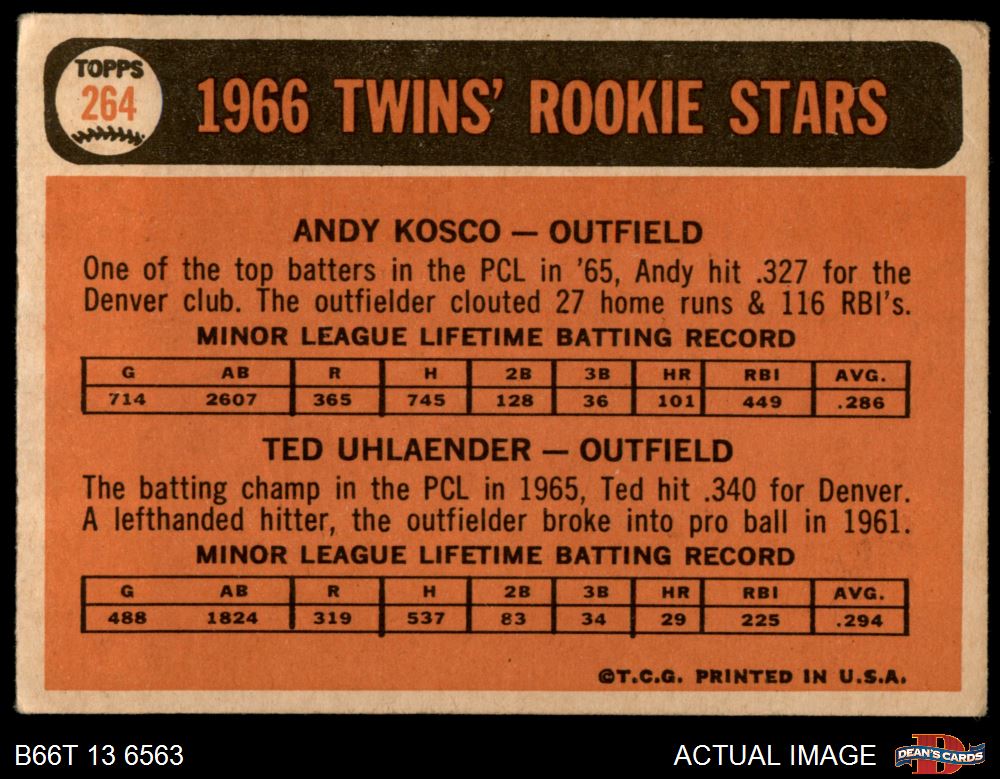 TOPPS
264
1966 TWINS' ROOKIE STARS
ANDY KOSCO — OUTFIELD
One of the top batters in the PCL in '65, Andy hit .327 for the
Denver club. The outfielder clouted 27 home runs & 116 RBI's.
MINOR LEAGUE LIFETIME BATTING RECORD
G AB R H 2B 3B HR RBI AVG.
714 2607 365 745 128 36 101 449 .286
TED UHLAENDER — OUTFIELD
The batting champ in the PCL in 1965, Ted hit .340 for Denver.
A lefthanded hitter, the outfielder broke into pro ball in 1961.
MINOR LEAGUE LIFETIME BATTING RECORD
G AB R H 2B 3B HR RBI AVG.
488 1824 319 537 83 34 29 225 .294
©T.C.G. PRINTED IN U.S.A.
B66T 13 6563
ACTUAL IMAGE
DEAN'S CARDS